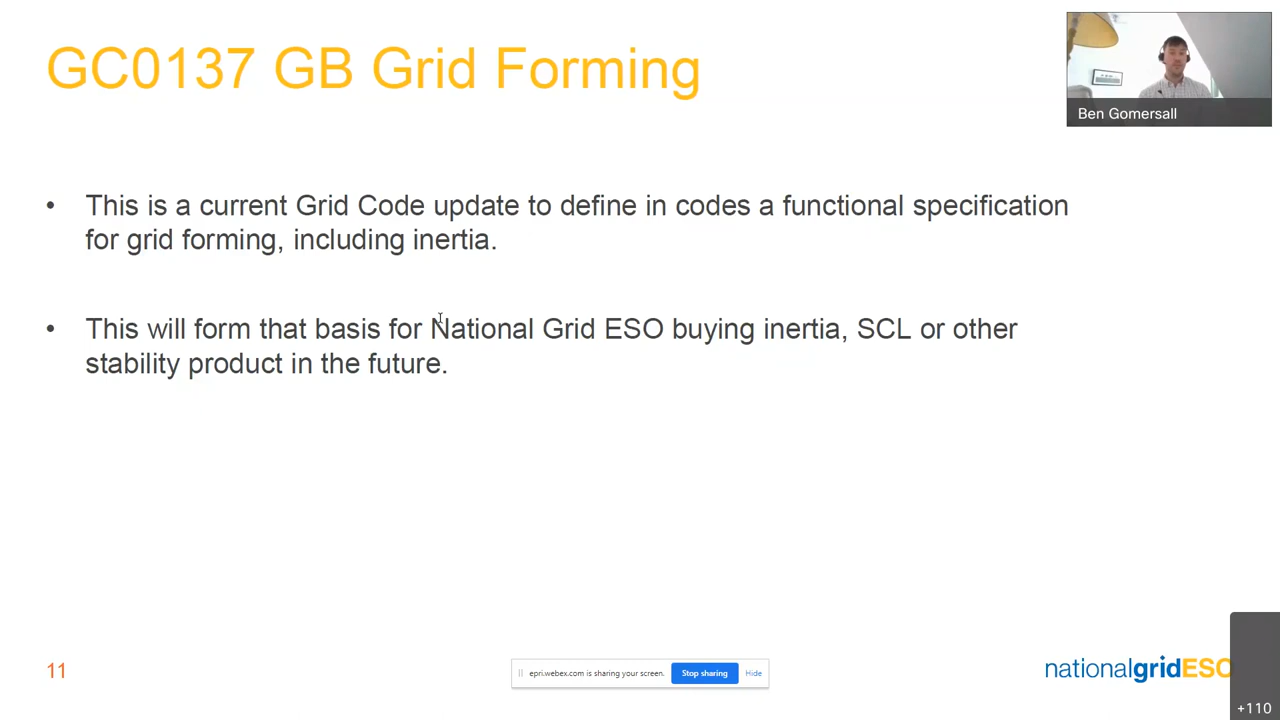 GC0137 GB Grid Forming
Ben Gomersall
• This is a current Grid Code update to define in codes a functional specification
for grid forming, including inertia.
• This will form that basis for National Grid ESO buying inertia, SCL or other
stability product in the future.
11
epri.webex.com is sharing your screen.
Stop sharing
Hide
nationalgridESO
+110